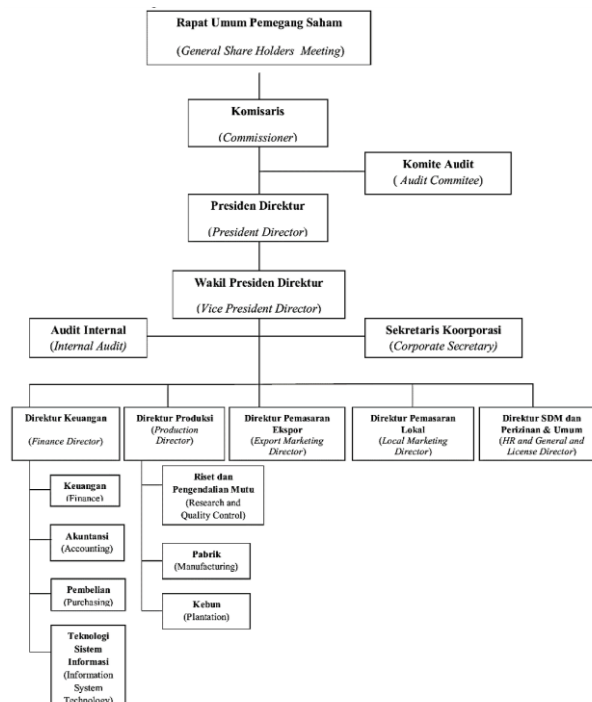 Rapat Umum Pemegang Saham
(General Share Holders Meeting)
Komisaris
(Commissioner)
Komite Audit
( Audit Commitee)
Presiden Direktur
(President Director)
Wakil Presiden Direktur
(Vice President Director)
Audit Internal
(Internal Audit)
Sekretaris Koorporasi
(Corporate Secretary)
Direktur Keuangan
(Finance Director)
Direktur Produksi
(Production
Director)
Direktur Pemasaran
Ekspor
(Export Marketing
Director)
Direktur Pemasaran
Lokal
(Local Marketing
Director)
Direktur SDM dan
Perizinan & Umum
(HR and General and
License Director)
Keuangan
(Finance)
Akuntansi
(Accounting)
Pembelian
(Purchasing)
Teknologi
Sistem
Informasi
(Information
System
Technology)
Riset dan
Pengendalian Mutu
(Research and
Quality Control)
Pabrik
(Manufacturing)
Kebun
(Plantation)